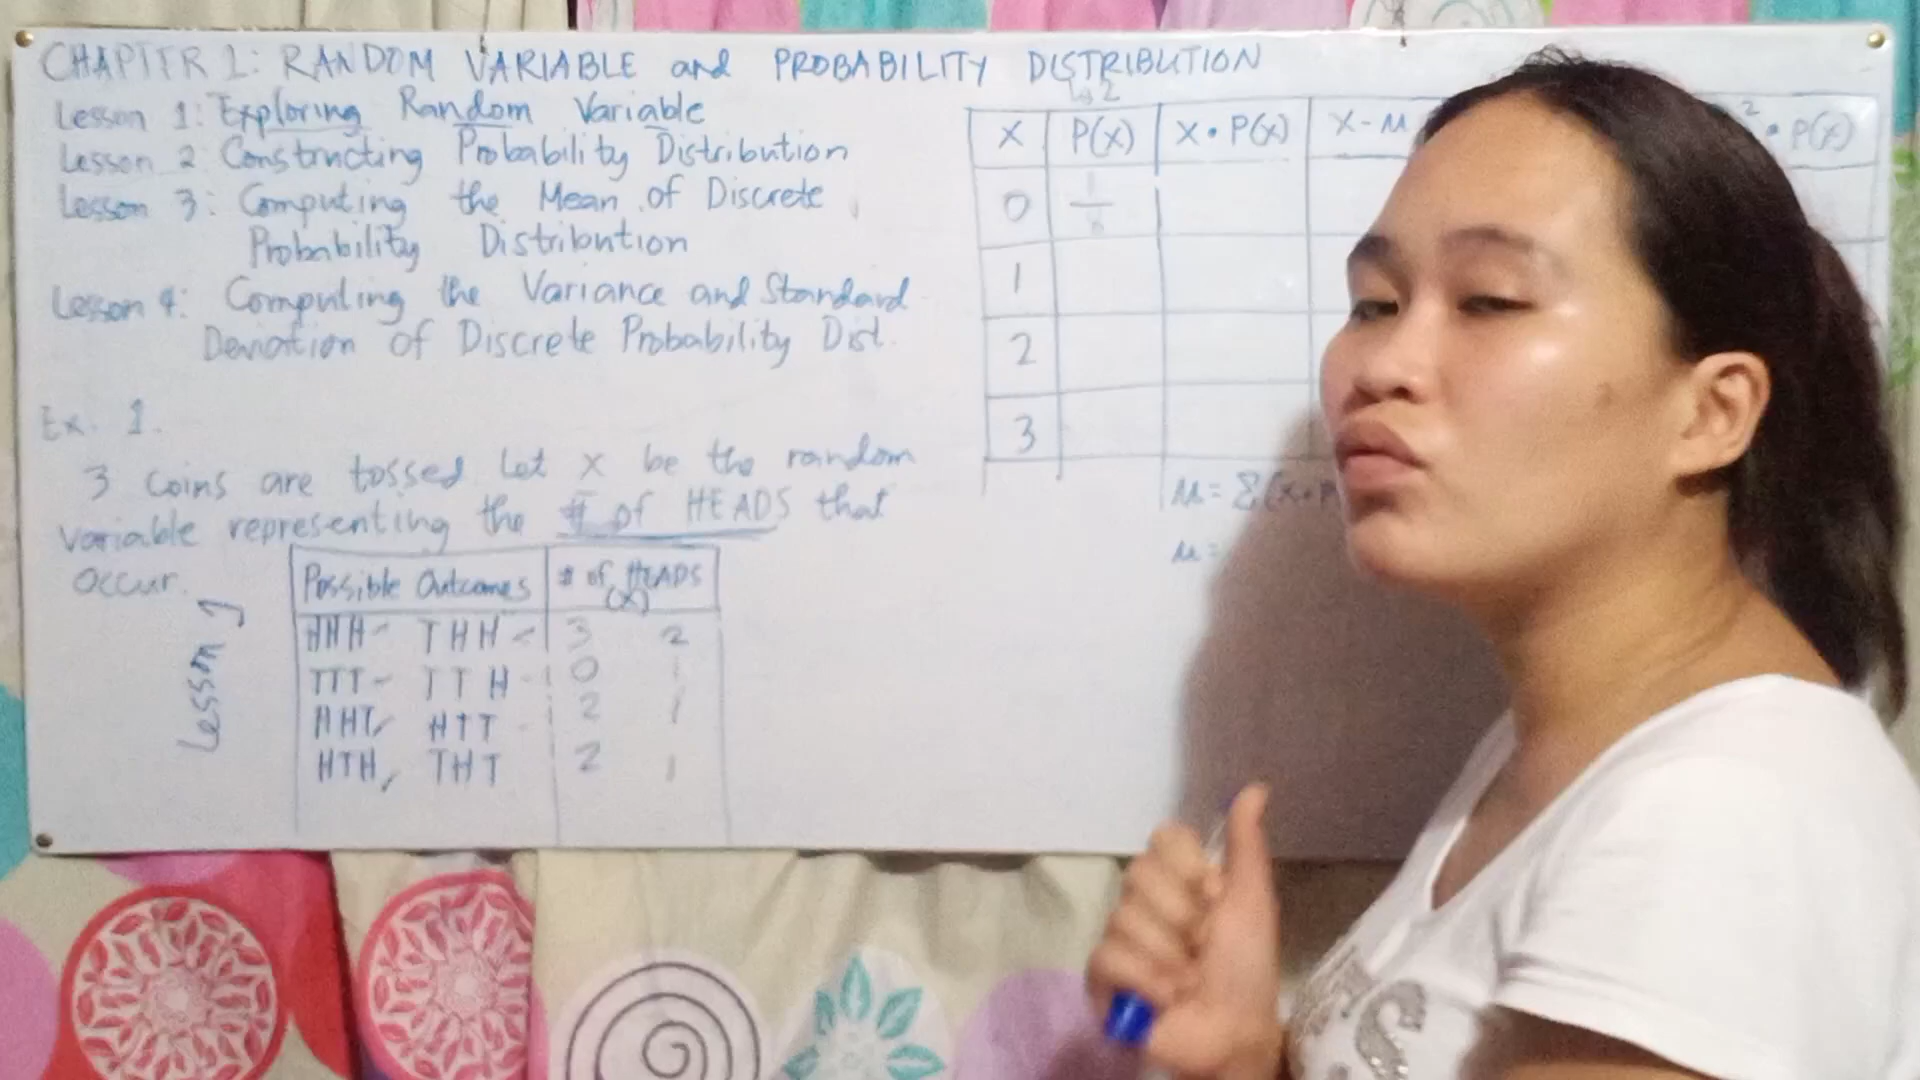 CHAPTER 1: RANDOM VARIABLE and PROBABILITY DISTRIBUTION
Lesson 1: Exploring Random Variable
Lesson 2 Constructing Probability Distribution
Lesson 3: Computing the Mean of Discrete
Probability Distribution
Lesson 4: Computing the Variance and Standard
Deviation of Discrete Probability Dist.
Ex. 1.
3 coins are tossed Let X be the random
variable representing the # of HEADS that
occur.
Lesson 1
Possible Outcomes # of HEADS
(X)
HHH THH 3 2
TTT TTH 0 1
HHT HTT 2 1
HTH THT 2 1
2
X P(X) X • P(X) X - μ 2 • P(X)
0 1/8
1
2
3
μ = Σ(X • P
μ =